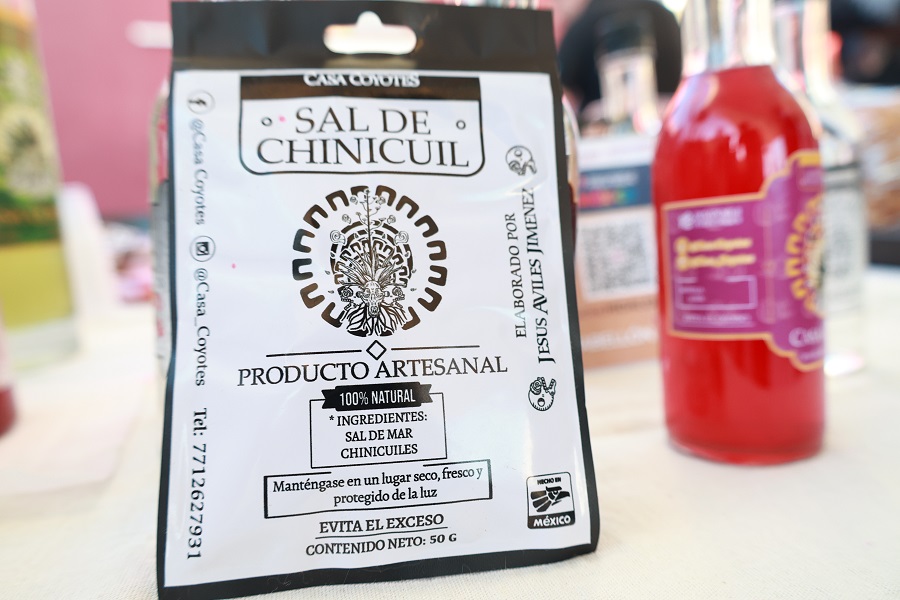 CASA COYOTES
SAL DE
CHINICUIL
@Casa Coyotes
@Casa_Coyotes
Tel: 7712627931
ELABORADO POR
JESUS AVILES JIMENEZ
PRODUCTO ARTESANAL
100% NATURAL
* INGREDIENTES:
SAL DE MAR
CHINICUILES
Manténgase en un lugar seco, fresco y
protegido de la luz
EVITA EL EXCESO
CONTENIDO NETO: 50 G
HECHO EN
MÉXICO